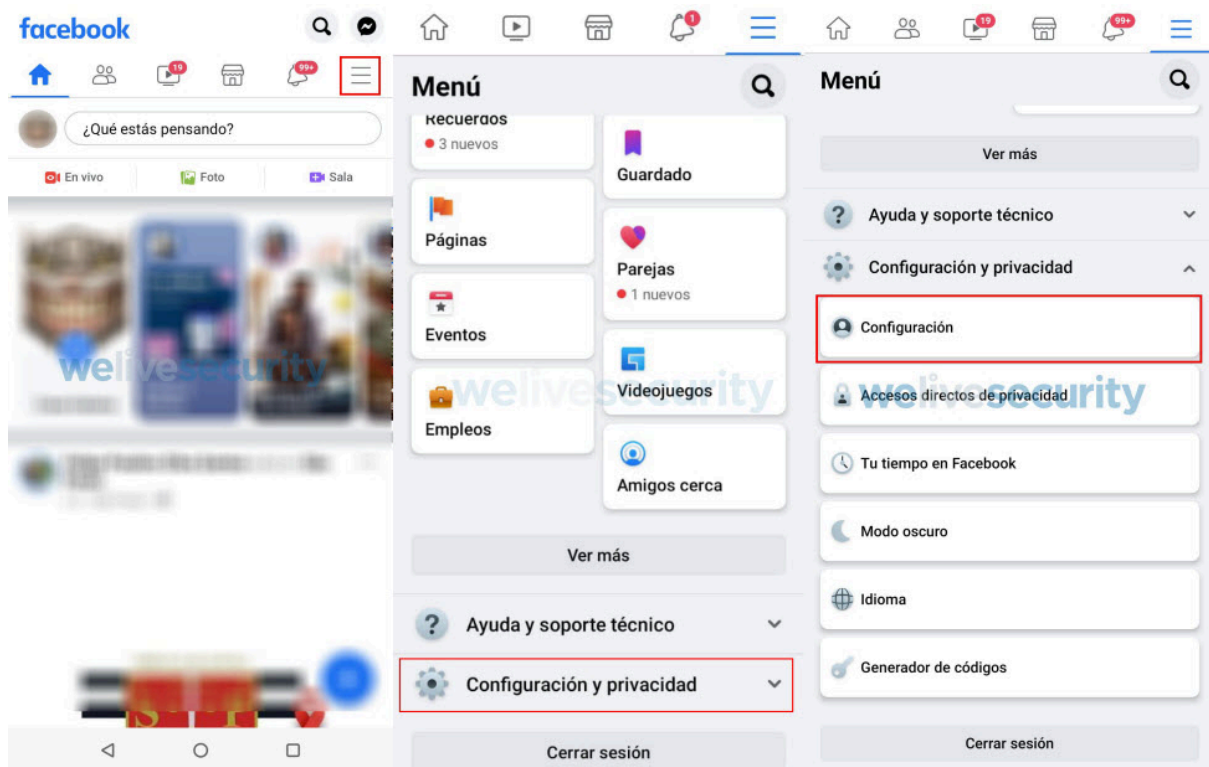 facebook
19
99+
¿Qué estás pensando?
En vivo
Foto
Sala
welivesecurity
1
Menú
Recuerdos
3 nuevos
Guardado
Páginas
Parejas
1 nuevos
Eventos
Videojuegos
welivesecurity
Empleos
Amigos cerca
Ver más
Ayuda y soporte técnico
Configuración y privacidad
Cerrar sesión
19
99+
Menú
Ver más
Ayuda y soporte técnico
Configuración y privacidad
Configuración
Accesos directos de privacidad
welivesecurity
Tu tiempo en Facebook
Modo oscuro
Idioma
Generador de códigos
Cerrar sesión